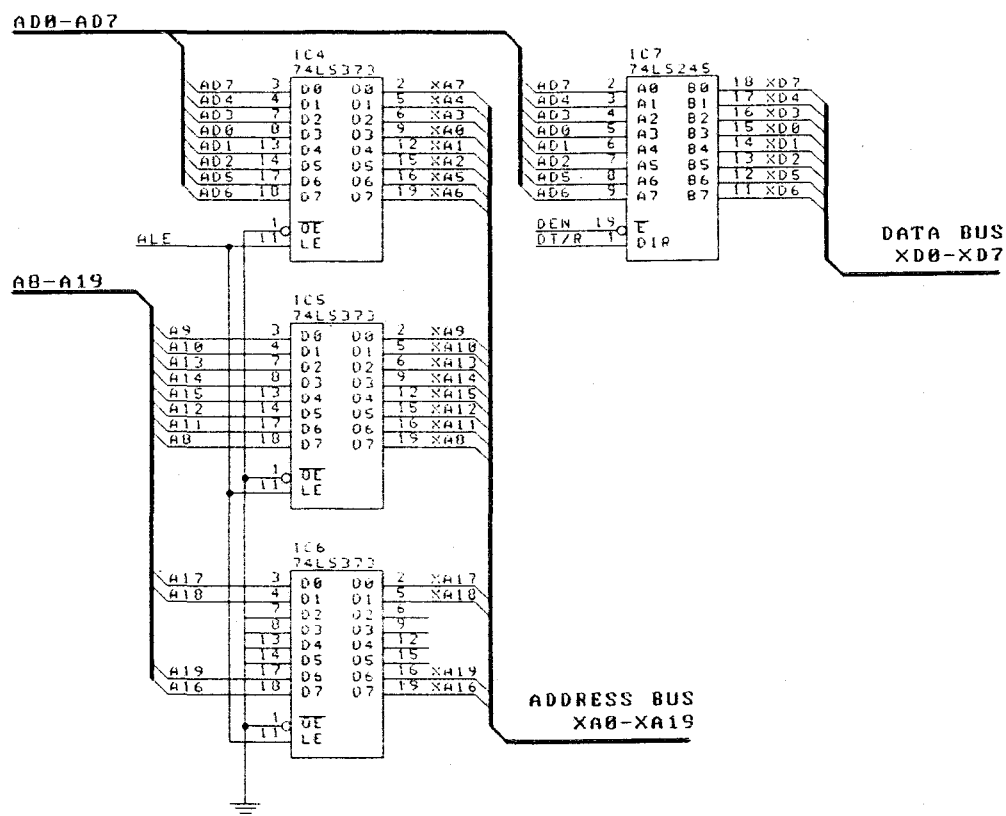 AD0-AD7
IC4
74LS373
AD7 3 D0 O0 2 XA7
AD4 4 D1 O1 5 XA4
AD3 7 D2 O2 6 XA3
AD0 8 D3 O3 9 XA0
AD1 13 D4 O4 12 XA1
AD2 14 D5 O5 15 XA2
AD5 17 D6 O6 16 XA5
AD6 18 D7 O7 19 XA6
1 OE
11 LE
ALE
IC7
74LS245
AD7 2 A0 B0 18 XD7
AD4 3 A1 B1 17 XD4
AD3 4 A2 B2 16 XD3
AD0 5 A3 B3 15 XD0
AD1 6 A4 B4 14 XD1
AD2 7 A5 B5 13 XD2
AD5 8 A6 B6 12 XD5
AD6 9 A7 B7 11 XD6
DEN 19 E
DT/R 1 DIR
DATA BUS
XD0-XD7
A8-A19
IC5
74LS373
A9 3 D0 O0 2 XA9
A10 4 D1 O1 5 XA10
A13 7 D2 O2 6 XA13
A14 8 D3 O3 9 XA14
A15 13 D4 O4 12 XA15
A12 14 D5 O5 15 XA12
A11 17 D6 O6 16 XA11
A8 18 D7 O7 19 XA8
1 OE
11 LE
IC6
74LS373
A17 3 D0 O0 2 XA17
A18 4 D1 O1 5 XA18
7 D2 O2 6
8 D3 O3 9
13 D4 O4 12
14 D5 O5 15
A19 17 D6 O6 16 XA19
A16 18 D7 O7 19 XA16
1 OE
11 LE
ADDRESS BUS
XA0-XA19